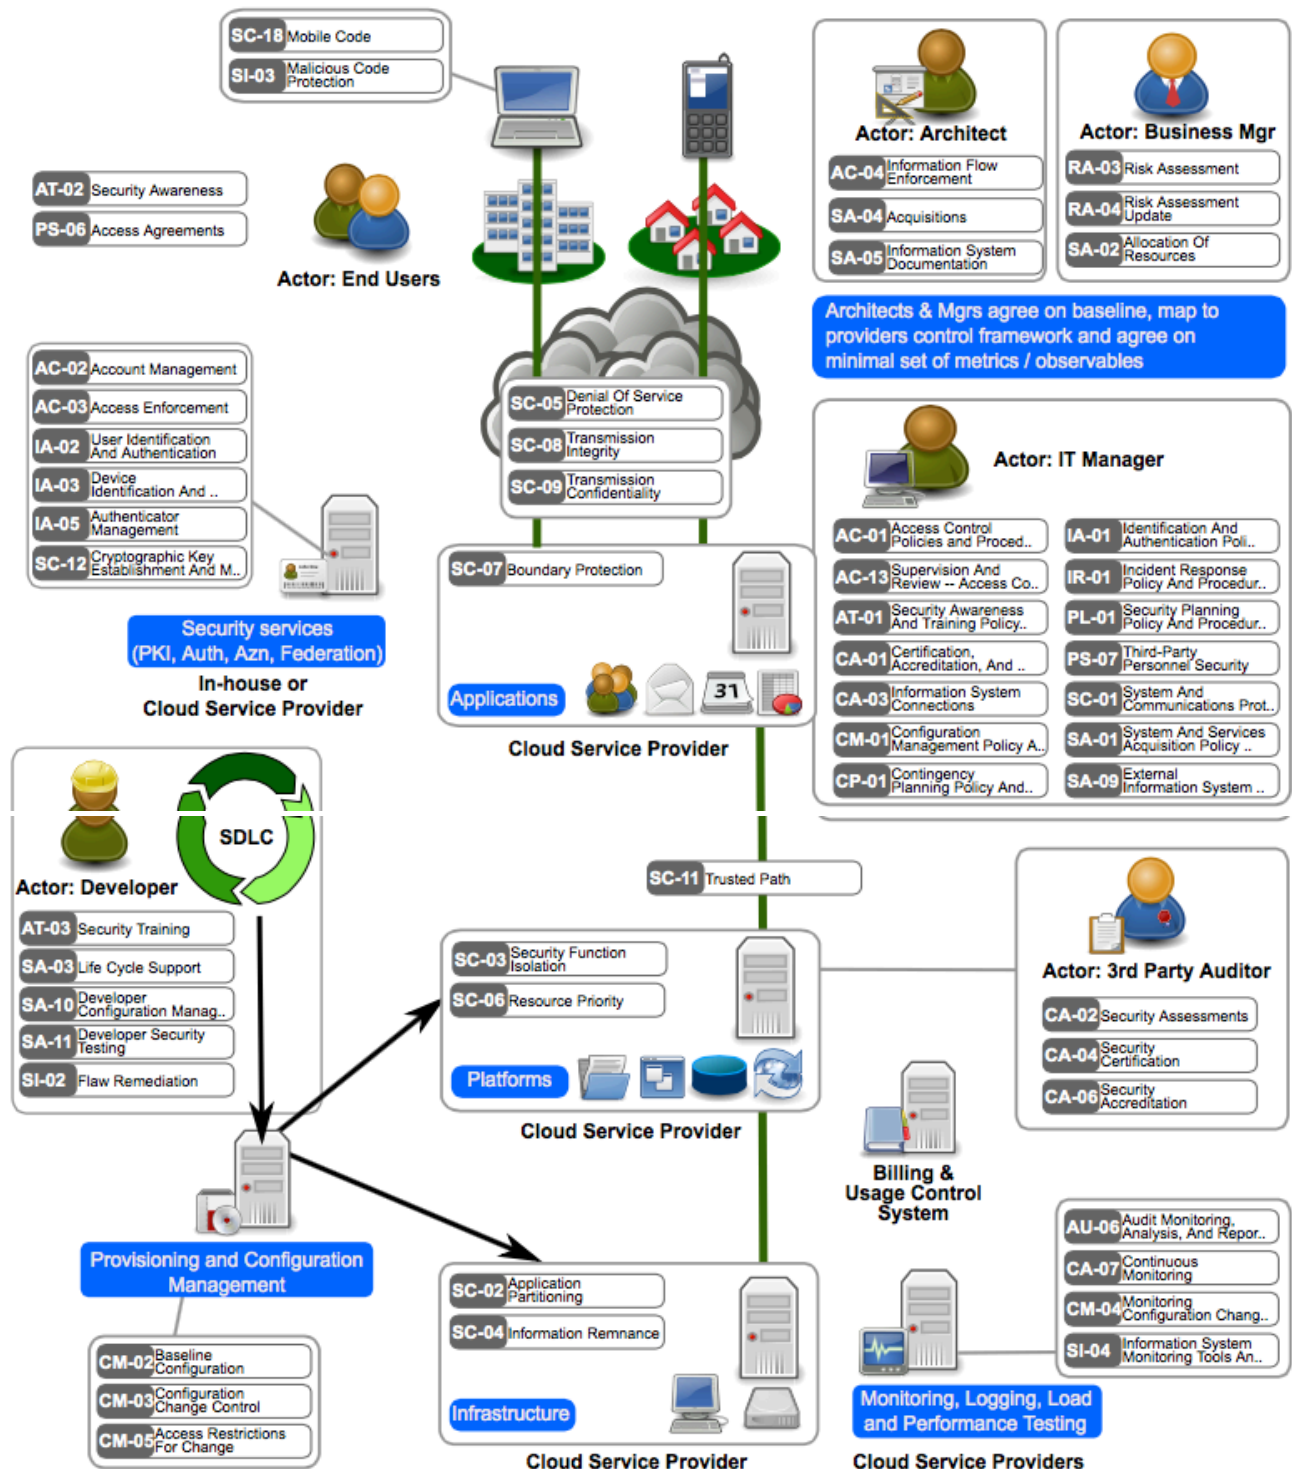 SC-18 Mobile Code
SI-03 Malicious Code
Protection
AT-02 Security Awareness
PS-06 Access Agreements
Actor: End Users
Actor: Architect
AC-04 Information Flow
Enforcement
SA-04 Acquisitions
SA-05 Information System
Documentation
Actor: Business Mgr
RA-03 Risk Assessment
RA-04 Risk Assessment
Update
SA-02 Allocation Of
Resources
Architects & Mgrs agree on baseline, map to
providers control framework and agree on
minimal set of metrics / observables
AC-02 Account Management
AC-03 Access Enforcement
IA-02 User Identification
And Authentication
IA-03 Device
Identification And ..
IA-05 Authenticator
Management
SC-12 Cryptographic Key
Establishment And M..
Security services
(PKI, Auth, Azn, Federation)
In-house or
Cloud Service Provider
SC-05 Denial Of Service
Protection
SC-08 Transmission
Integrity
SC-09 Transmission
Confidentiality
SC-07 Boundary Protection
Applications
31
Cloud Service Provider
Actor: IT Manager
AC-01 Access Control
Policies and Proced..
AC-13 Supervision And
Review -- Access Co..
AT-01 Security Awareness
And Training Policy..
CA-01 Certification,
Accreditation, And ..
CA-03 Information System
Connections
CM-01 Configuration
Management Policy A..
CP-01 Contingency
Planning Policy And..
IA-01 Identification And
Authentication Poli..
IR-01 Incident Response
Policy And Procedur..
PL-01 Security Planning
Policy And Procedur..
PS-07 Third-Party
Personnel Security
SC-01 System And
Communications Prot..
SA-01 System And Services
Acquisition Policy ..
SA-09 External
Information System ..
SDLC
Actor: Developer
AT-03 Security Training
SA-03 Life Cycle Support
SA-10 Developer
Configuration Manag..
SA-11 Developer Security
Testing
SI-02 Flaw Remediation
SC-11 Trusted Path
SC-03 Security Function
Isolation
SC-06 Resource Priority
Platforms
Cloud Service Provider
Actor: 3rd Party Auditor
CA-02 Security Assessments
CA-04 Security
Certification
CA-06 Security
Accreditation
Billing &
Usage Control
System
Provisioning and Configuration
Management
CM-02 Baseline
Configuration
CM-03 Configuration
Change Control
CM-05 Access Restrictions
For Change
SC-02 Application
Partitioning
SC-04 Information Remnance
Infrastructure
Cloud Service Provider
AU-06 Audit Monitoring,
Analysis, And Repor..
CA-07 Continuous
Monitoring
CM-04 Monitoring
Configuration Chang..
SI-04 Information System
Monitoring Tools An..
Monitoring, Logging, Load
and Performance Testing
Cloud Service Providers